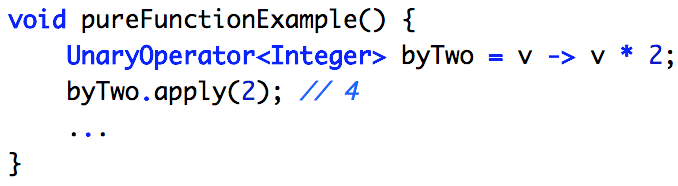 void pureFunctionExample() {
    UnaryOperator<Integer> byTwo = v -> v * 2;
    byTwo.apply(2); // 4
    ...
}